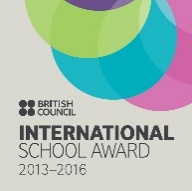 BRITISH
COUNCIL
INTERNATIONAL
SCHOOL AWARD
2013–2016